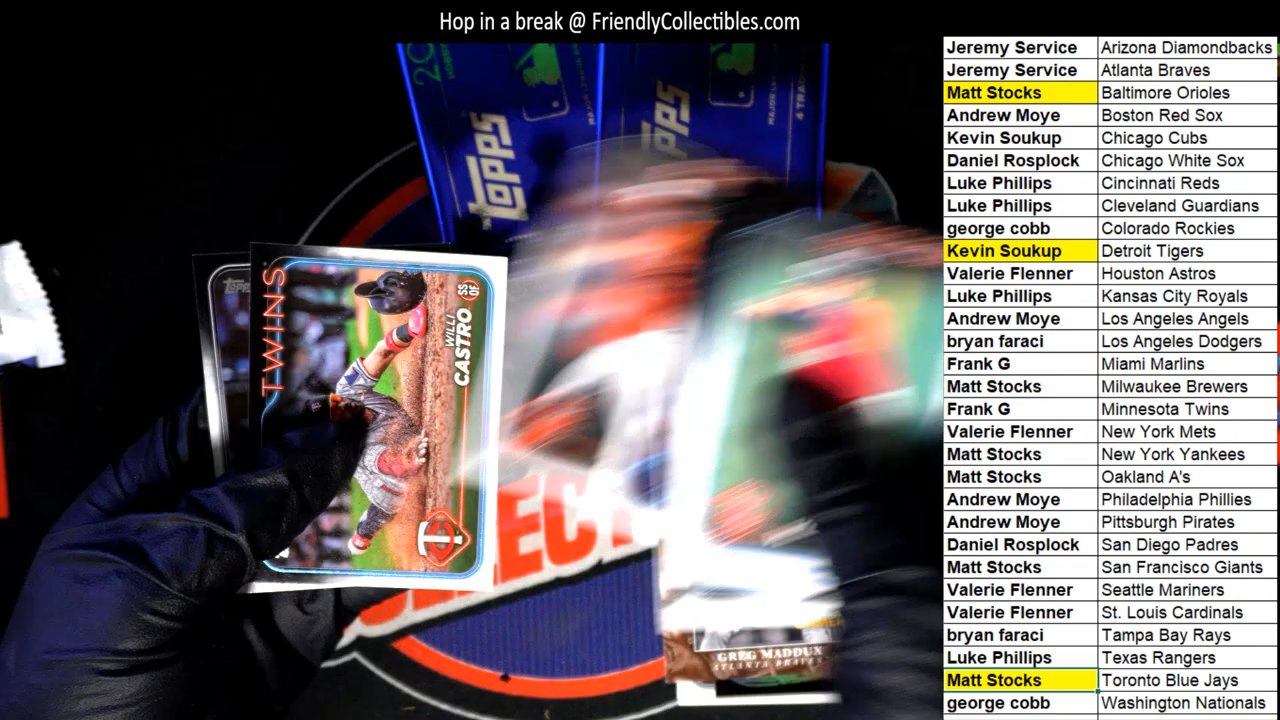 Hop in a break @ FriendlyCollectibles.com
Jeremy Service Arizona Diamondbacks
Jeremy Service Atlanta Braves
Matt Stocks Baltimore Orioles
Andrew Moye Boston Red Sox
Kevin Soukup Chicago Cubs
Daniel Rosplock Chicago White Sox
Luke Phillips Cincinnati Reds
Luke Phillips Cleveland Guardians
george cobb Colorado Rockies
Kevin Soukup Detroit Tigers
Valerie Flenner Houston Astros
Luke Phillips Kansas City Royals
Andrew Moye Los Angeles Angels
bryan faraci Los Angeles Dodgers
Frank G Miami Marlins
Matt Stocks Milwaukee Brewers
Frank G Minnesota Twins
Valerie Flenner New York Mets
Matt Stocks New York Yankees
Matt Stocks Oakland A's
Andrew Moye Philadelphia Phillies
Andrew Moye Pittsburgh Pirates
Daniel Rosplock San Diego Padres
Matt Stocks San Francisco Giants
Valerie Flenner Seattle Mariners
Valerie Flenner St. Louis Cardinals
bryan faraci Tampa Bay Rays
Luke Phillips Texas Rangers
Matt Stocks Toronto Blue Jays
george cobb Washington Nationals
Topps
Topps
Topps
TWINS
WILLI
CASTRO
SS
OF
TC
GREG MADDUX
ATLANTA BRAVES